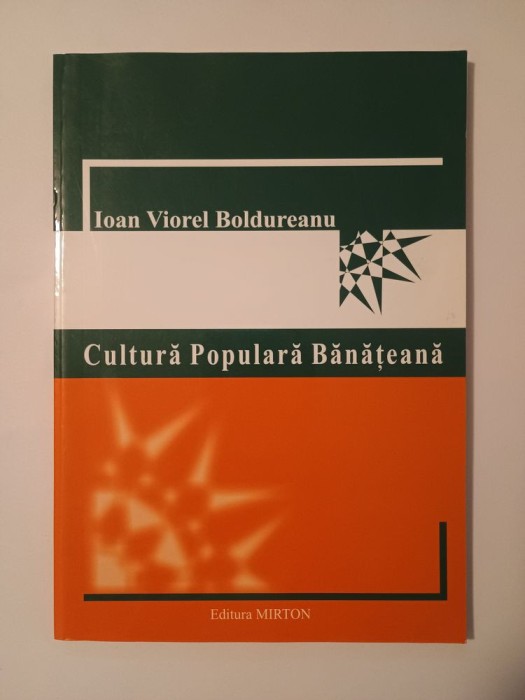 Ioan Viorel Boldureanu
Cultură Populară Bănățeană
Editura MIRTON